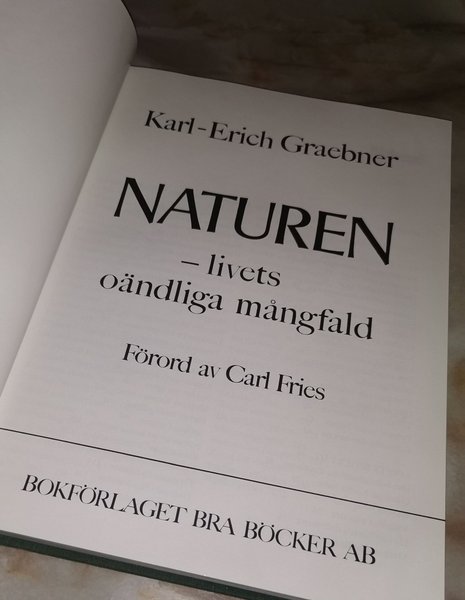 Karl-Erich Graebner
NATUREN
– livets
oändliga mångfald
Förord av Carl Fries
BOKFÖRLAGET BRA BÖCKER AB